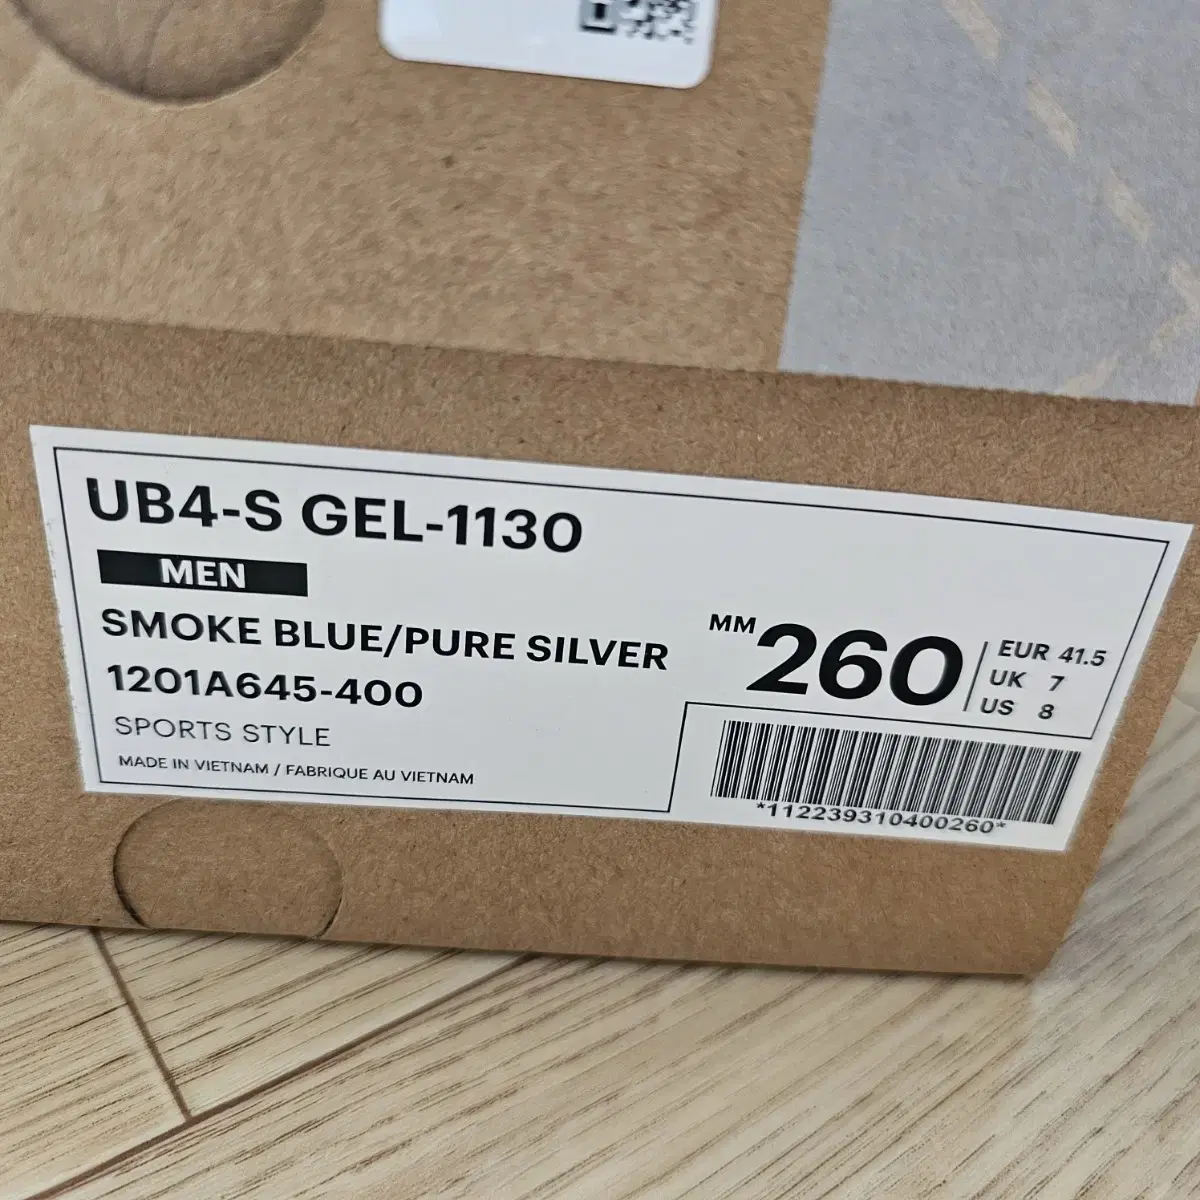 UB4-S GEL-1130
MEN
SMOKE BLUE/PURE SILVER
1201A645-400
SPORTS STYLE
MADE IN VIETNAM / FABRIQUE AU VIETNAM
MM 260
EUR 41.5
UK 7
US 8
*112239310400260*